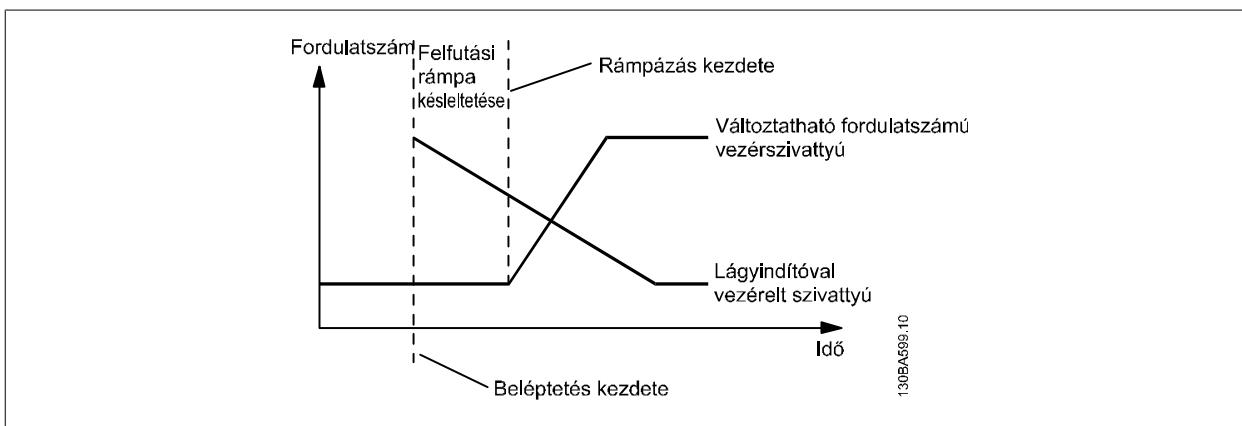 Fordulatszám
Felfutási
rámpa
késleltetése
Rámpázás kezdete
Változtatható fordulatszámú
vezérszivattyú
Lágyindítóval
vezérelt szivattyú
Idő
Beléptetés kezdete
130BA599.10